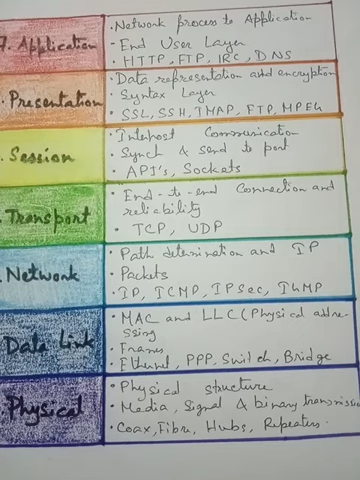 7. Application
· Network process to Application
- End User Layer
- HTTP, FTP, IRC, DNS
. Presentation
· Data representation and encryption
· Syntax Layer
· SSL, SSH, IMAP, FTP, MPEG
. Session
· Interhost Communication
· Synch & send to port
· API's, Sockets
. Transport
· End-to-end Connection and
reliability
· TCP, UDP
. Network
· Path determination and IP
· Packets
· IP, ICMP, IPSec, IGMP
. Data Link
· MAC and LLC (Physical addre-
ssing
· Frames
· Ethernet, PPP, Switch, Bridge
. Physical
· Physical structure
· Media, Signal & binary transmission
· Coax, Fibre, Hubs, Repeaters.